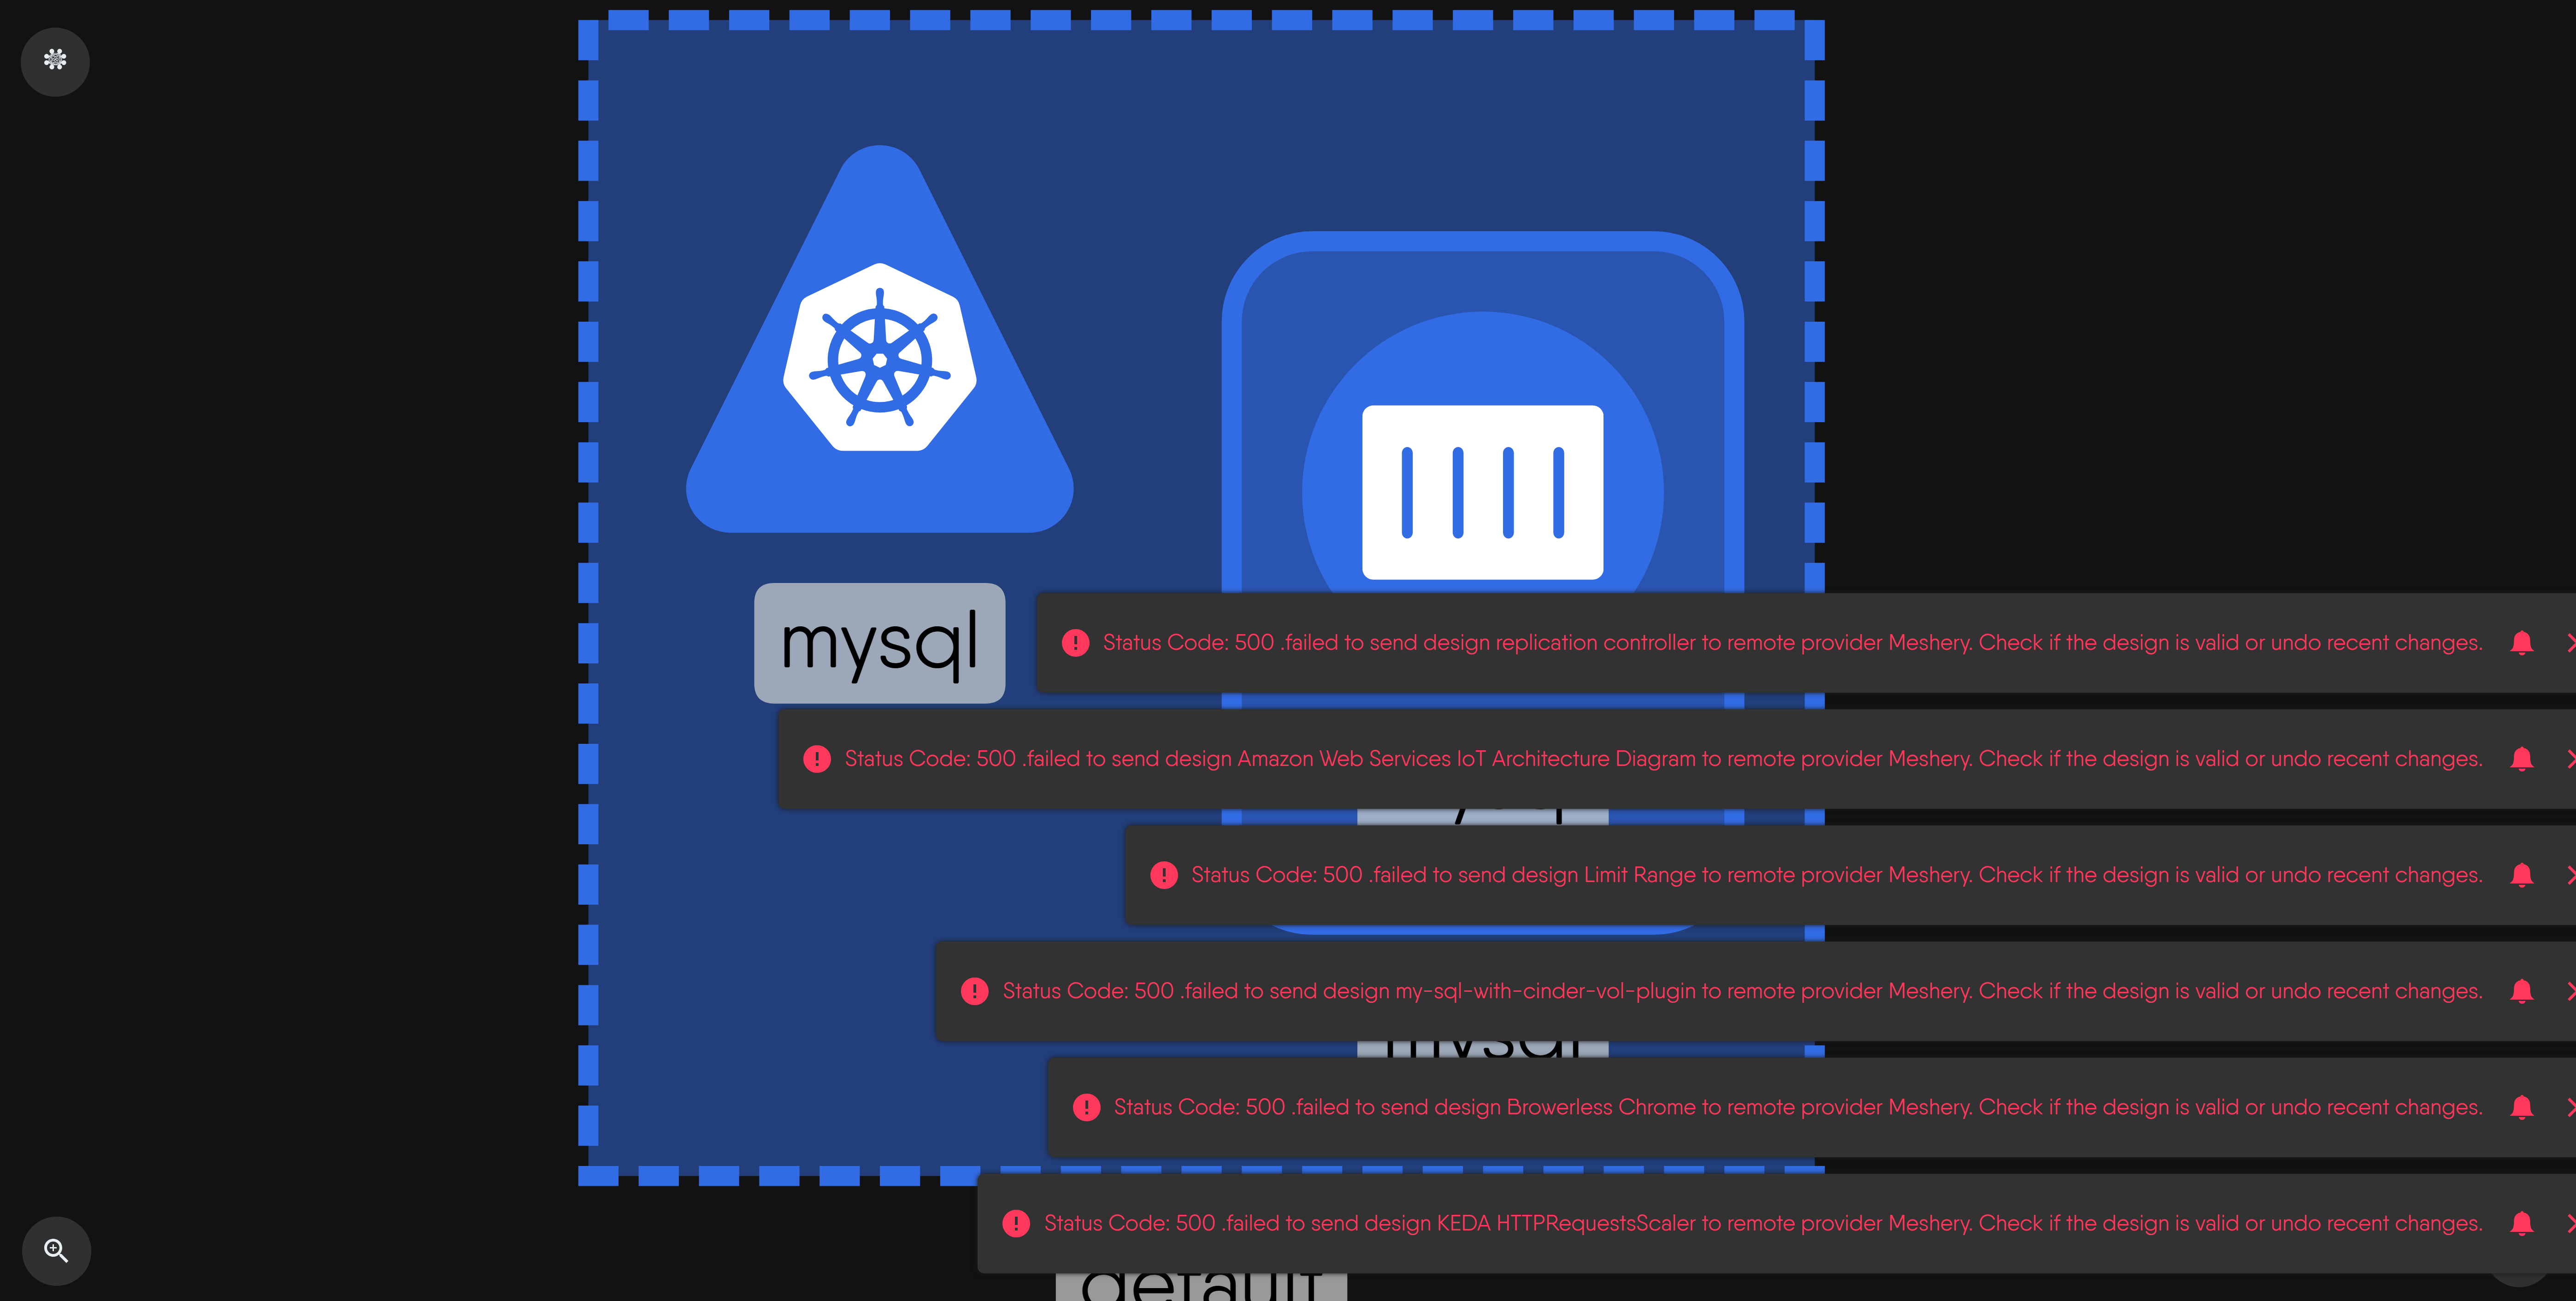 mysql
Status Code: 500 .failed to send design replication controller to remote provider Meshery. Check if the design is valid or undo recent changes.
Status Code: 500 .failed to send design Amazon Web Services IoT Architecture Diagram to remote provider Meshery. Check if the design is valid or undo recent changes.
Status Code: 500 .failed to send design Limit Range to remote provider Meshery. Check if the design is valid or undo recent changes.
Status Code: 500 .failed to send design my-sql-with-cinder-vol-plugin to remote provider Meshery. Check if the design is valid or undo recent changes.
mysql
Status Code: 500 .failed to send design Browerless Chrome to remote provider Meshery. Check if the design is valid or undo recent changes.
Status Code: 500 .failed to send design KEDA HTTPRequestsScaler to remote provider Meshery. Check if the design is valid or undo recent changes.
default